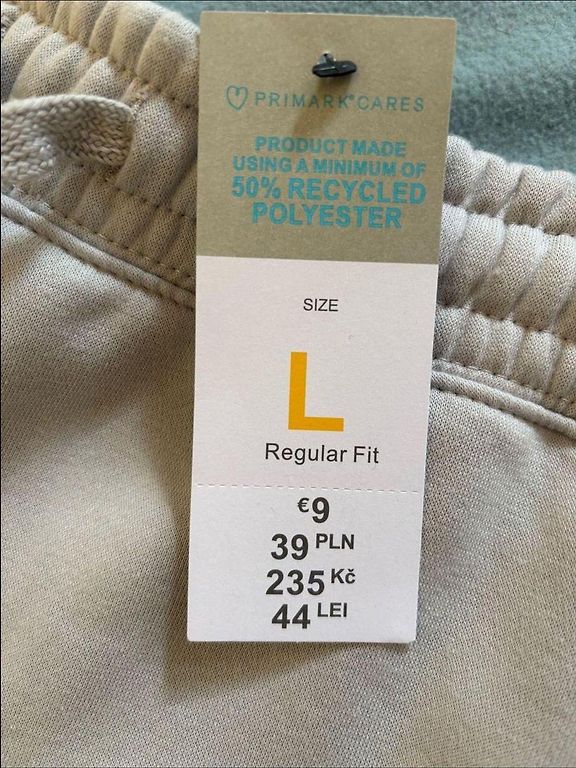 PRIMARK® CARES
PRODUCT MADE
USING A MINIMUM OF
50% RECYCLED
POLYESTER
SIZE
L
Regular Fit
€9
39 PLN
235 Kč
44 LEI